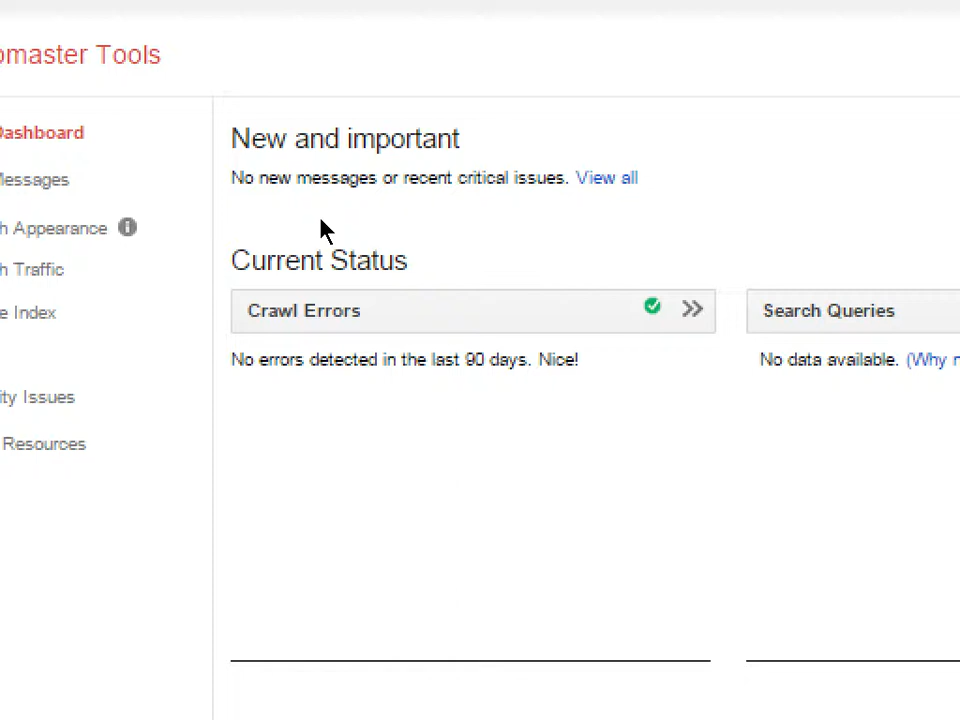 omaster Tools
Dashboard
Messages
h Appearance
h Traffic
e Index
ity Issues
Resources
New and important
No new messages or recent critical issues. View all
Current Status
Crawl Errors
No errors detected in the last 90 days. Nice!
Search Queries
No data available. (Why n